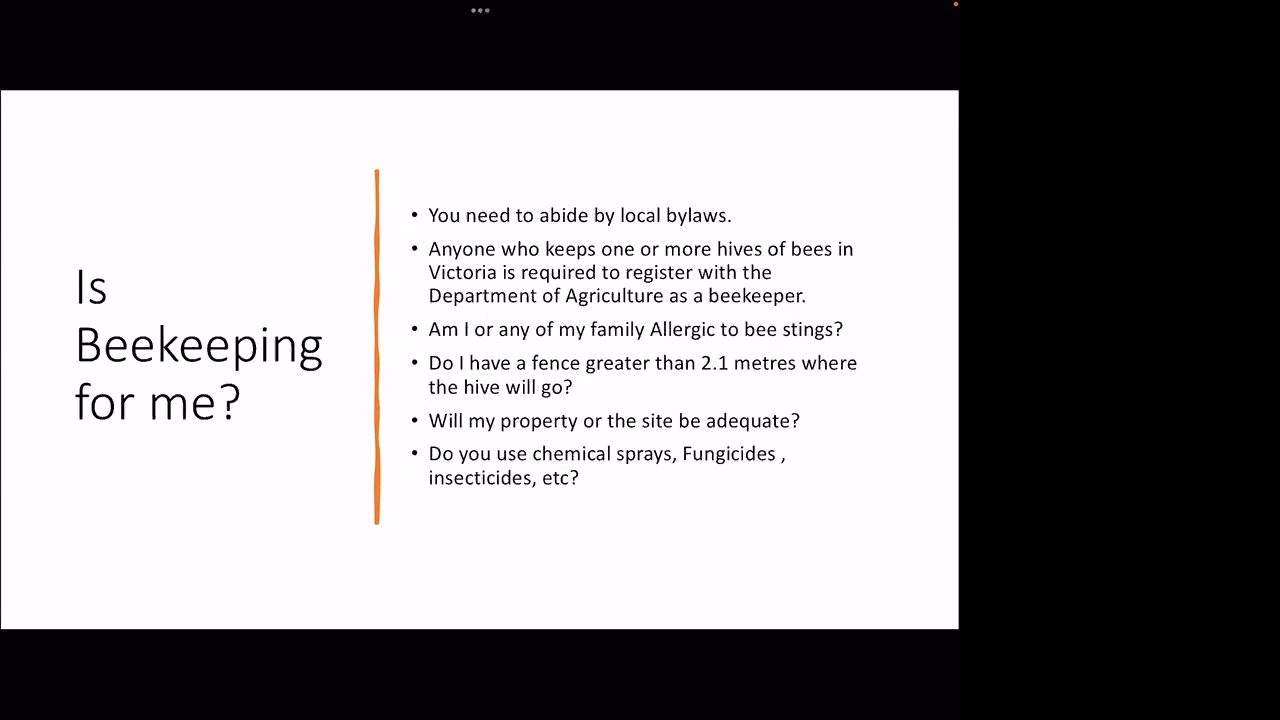 Is
Beekeeping
for me?
• You need to abide by local bylaws.
• Anyone who keeps one or more hives of bees in
Victoria is required to register with the
Department of Agriculture as a beekeeper.
• Am I or any of my family Allergic to bee stings?
• Do I have a fence greater than 2.1 metres where
the hive will go?
• Will my property or the site be adequate?
• Do you use chemical sprays, Fungicides ,
insecticides, etc?